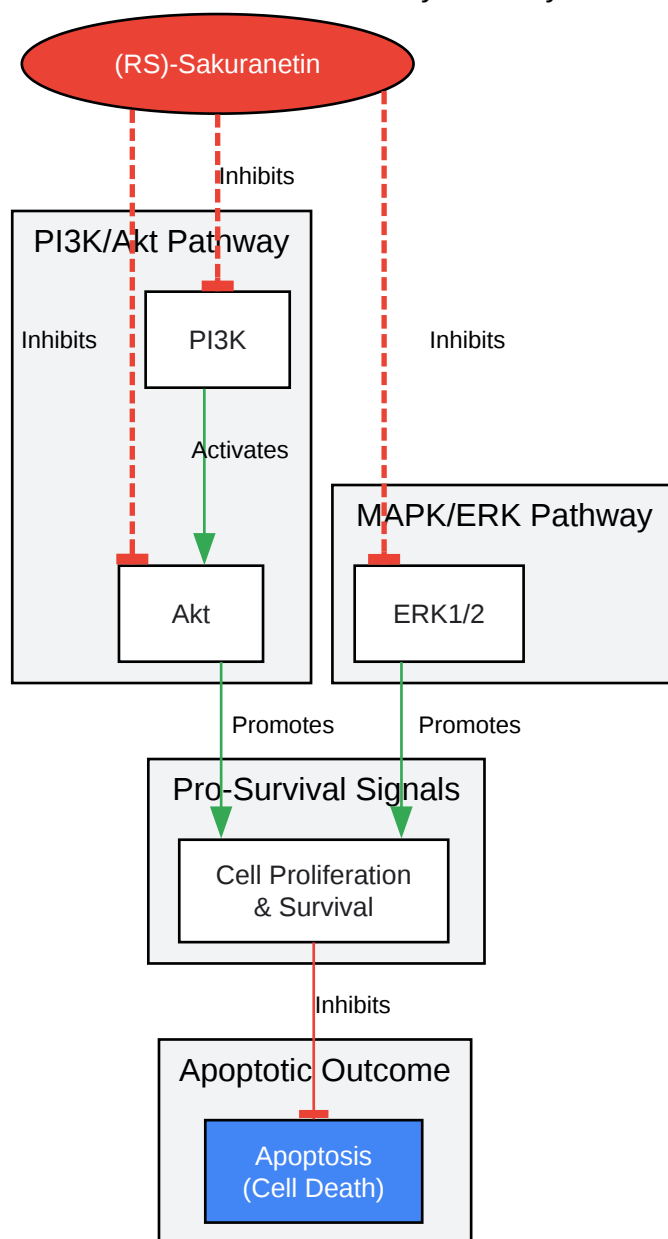 (RS)-Sakuranetin
Inhibits
PI3K/Akt Pathway
PI3K
Inhibits
Inhibits
Activates
MAPK/ERK Pathway
Akt
ERK1/2
Promotes
Promotes
Pro-Survival Signals
Cell Proliferation
& Survival
Inhibits
Apoptotic Outcome
Apoptosis
(Cell Death)